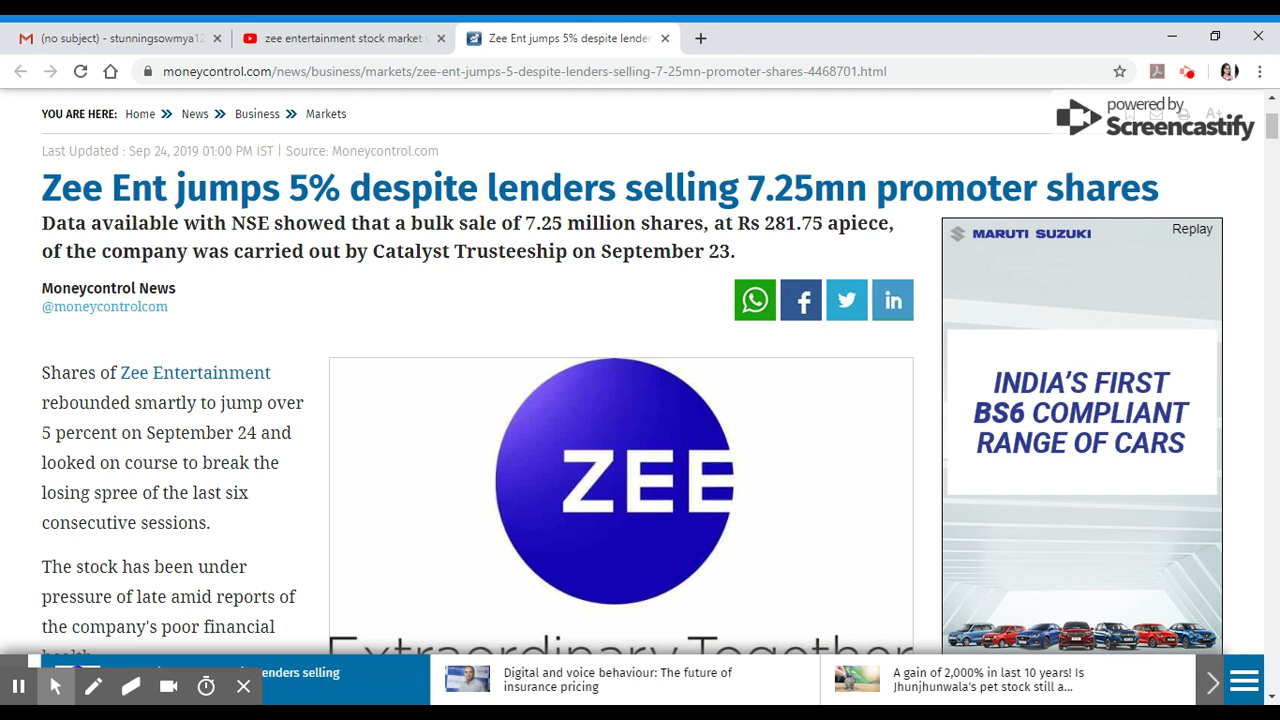 (no subject) - stunningsowmya12
zee entertainment stock market
Zee Ent jumps 5% despite lende
moneycontrol.com/news/business/markets/zee-ent-jumps-5-despite-lenders-selling-7-25mn-promoter-shares-4468701.html
powered by
Screencastify
YOU ARE HERE: Home News Business Markets
A+
Last Updated : Sep 24, 2019 01:00 PM IST | Source: Moneycontrol.com
Zee Ent jumps 5% despite lenders selling 7.25mn promoter shares
Data available with NSE showed that a bulk sale of 7.25 million shares, at Rs 281.75 apiece,
of the company was carried out by Catalyst Trusteeship on September 23.
Moneycontrol News
@moneycontrolcom
Shares of Zee Entertainment
rebounded smartly to jump over
5 percent on September 24 and
looked on course to break the
losing spree of the last six
consecutive sessions.
The stock has been under
pressure of late amid reports of
the company's poor financial
ZEE
Extraordinary Together
MARUTI SUZUKI
Replay
INDIA'S FIRST
BS6 COMPLIANT
RANGE OF CARS
enders selling
Digital and voice behaviour: The future of
insurance pricing
A gain of 2,000% in last 10 years! Is
Jhunjhunwala's pet stock still a...